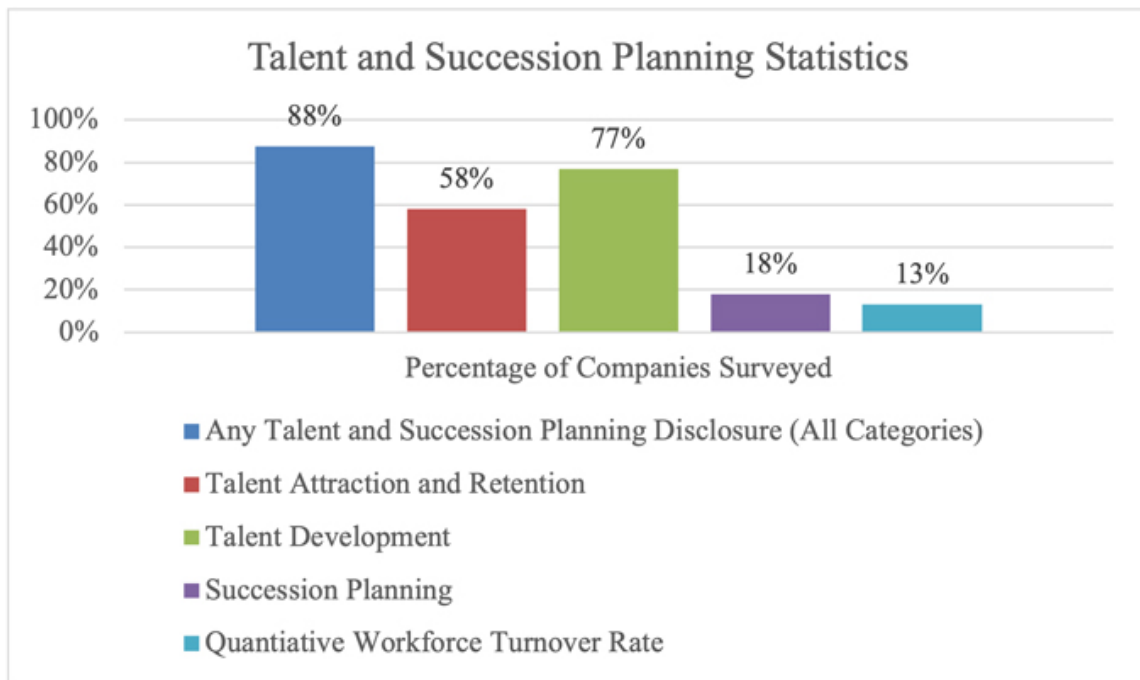 Talent and Succession Planning Statistics
100%
80%
60%
40%
20%
0%
88%
58%
77%
18%
13%
Percentage of Companies Surveyed
Any Talent and Succession Planning Disclosure (All Categories)
Talent Attraction and Retention
Talent Development
Succession Planning
Quantiative Workforce Turnover Rate